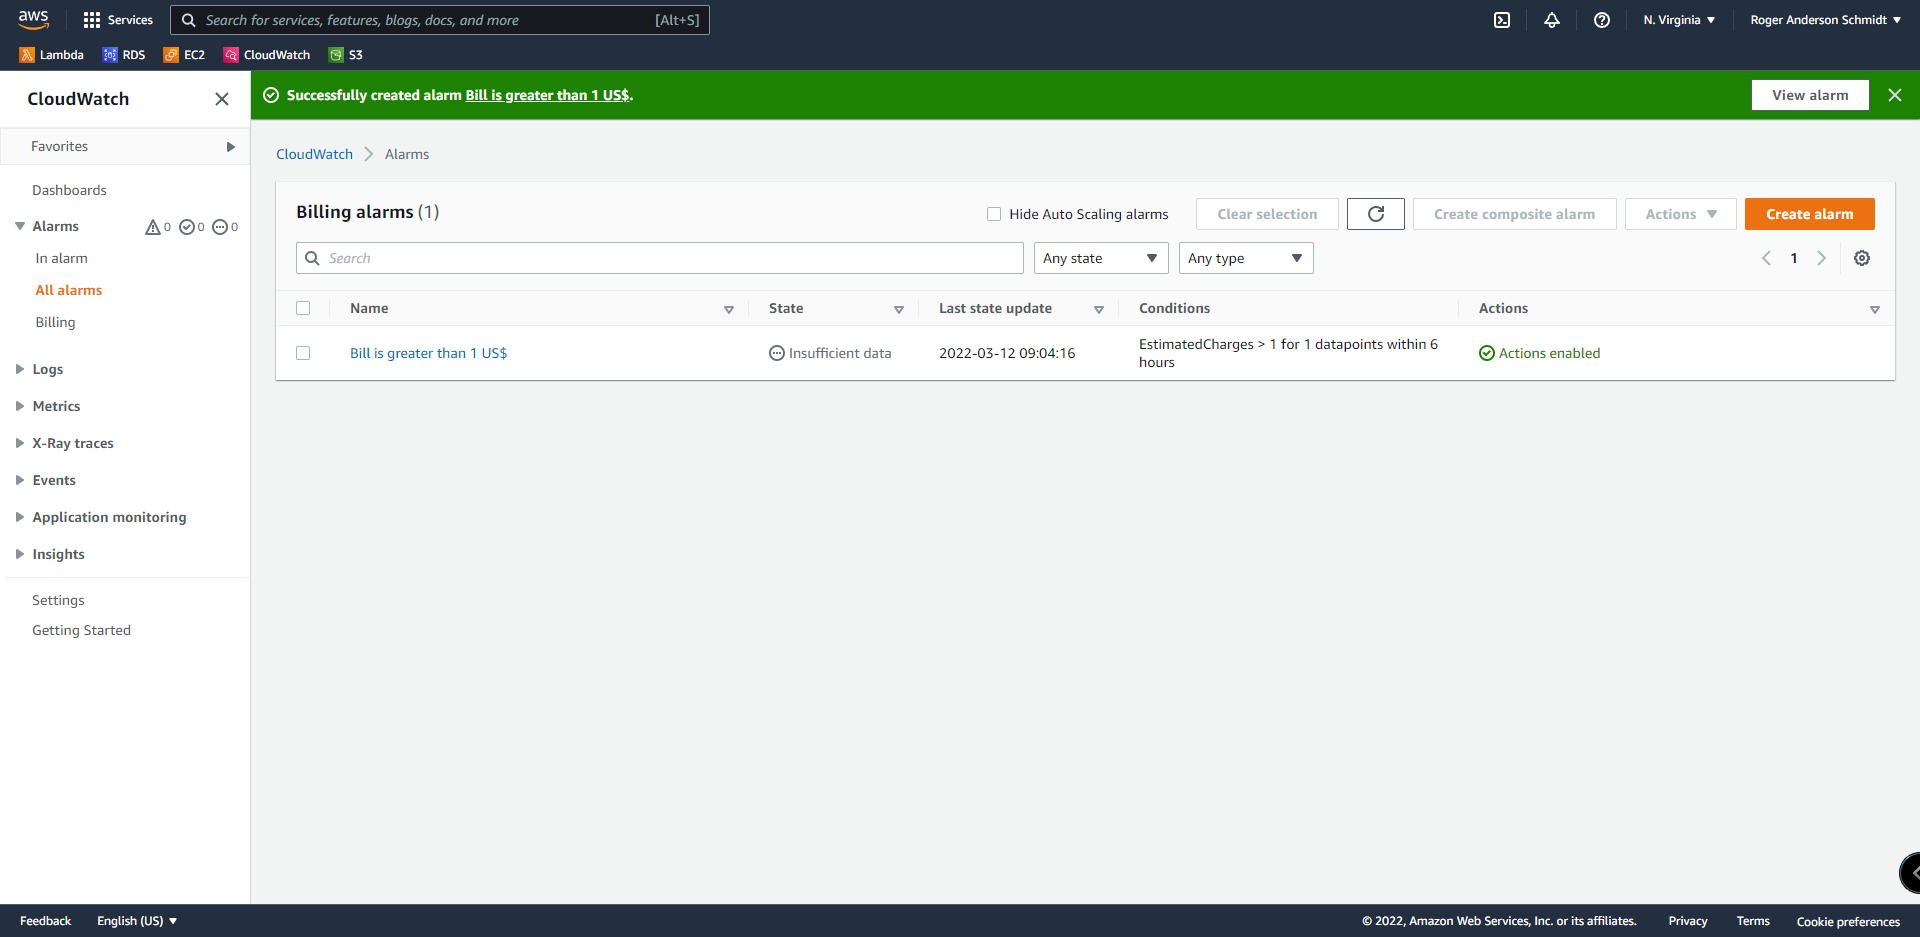 aws
Services
Search for services, features, blogs, docs, and more [Alt+S]
N. Virginia
Roger Anderson Schmidt
Lambda RDS EC2 CloudWatch S3
CloudWatch
Successfully created alarm Bill is greater than 1 US$.
View alarm
Favorites
Dashboards
Alarms 0 0 0
In alarm
All alarms
Billing
Logs
Metrics
X-Ray traces
Events
Application monitoring
Insights
Settings
Getting Started
CloudWatch Alarms
Billing alarms (1)
Hide Auto Scaling alarms
Clear selection
Create composite alarm
Actions
Create alarm
Search
Any state
Any type
1
Name State Last state update Conditions Actions
Bill is greater than 1 US$ Insufficient data 2022-03-12 09:04:16 EstimatedCharges > 1 for 1 datapoints within 6
hours
Actions enabled
Feedback English (US) © 2022, Amazon Web Services, Inc. or its affiliates. Privacy Terms Cookie preferences